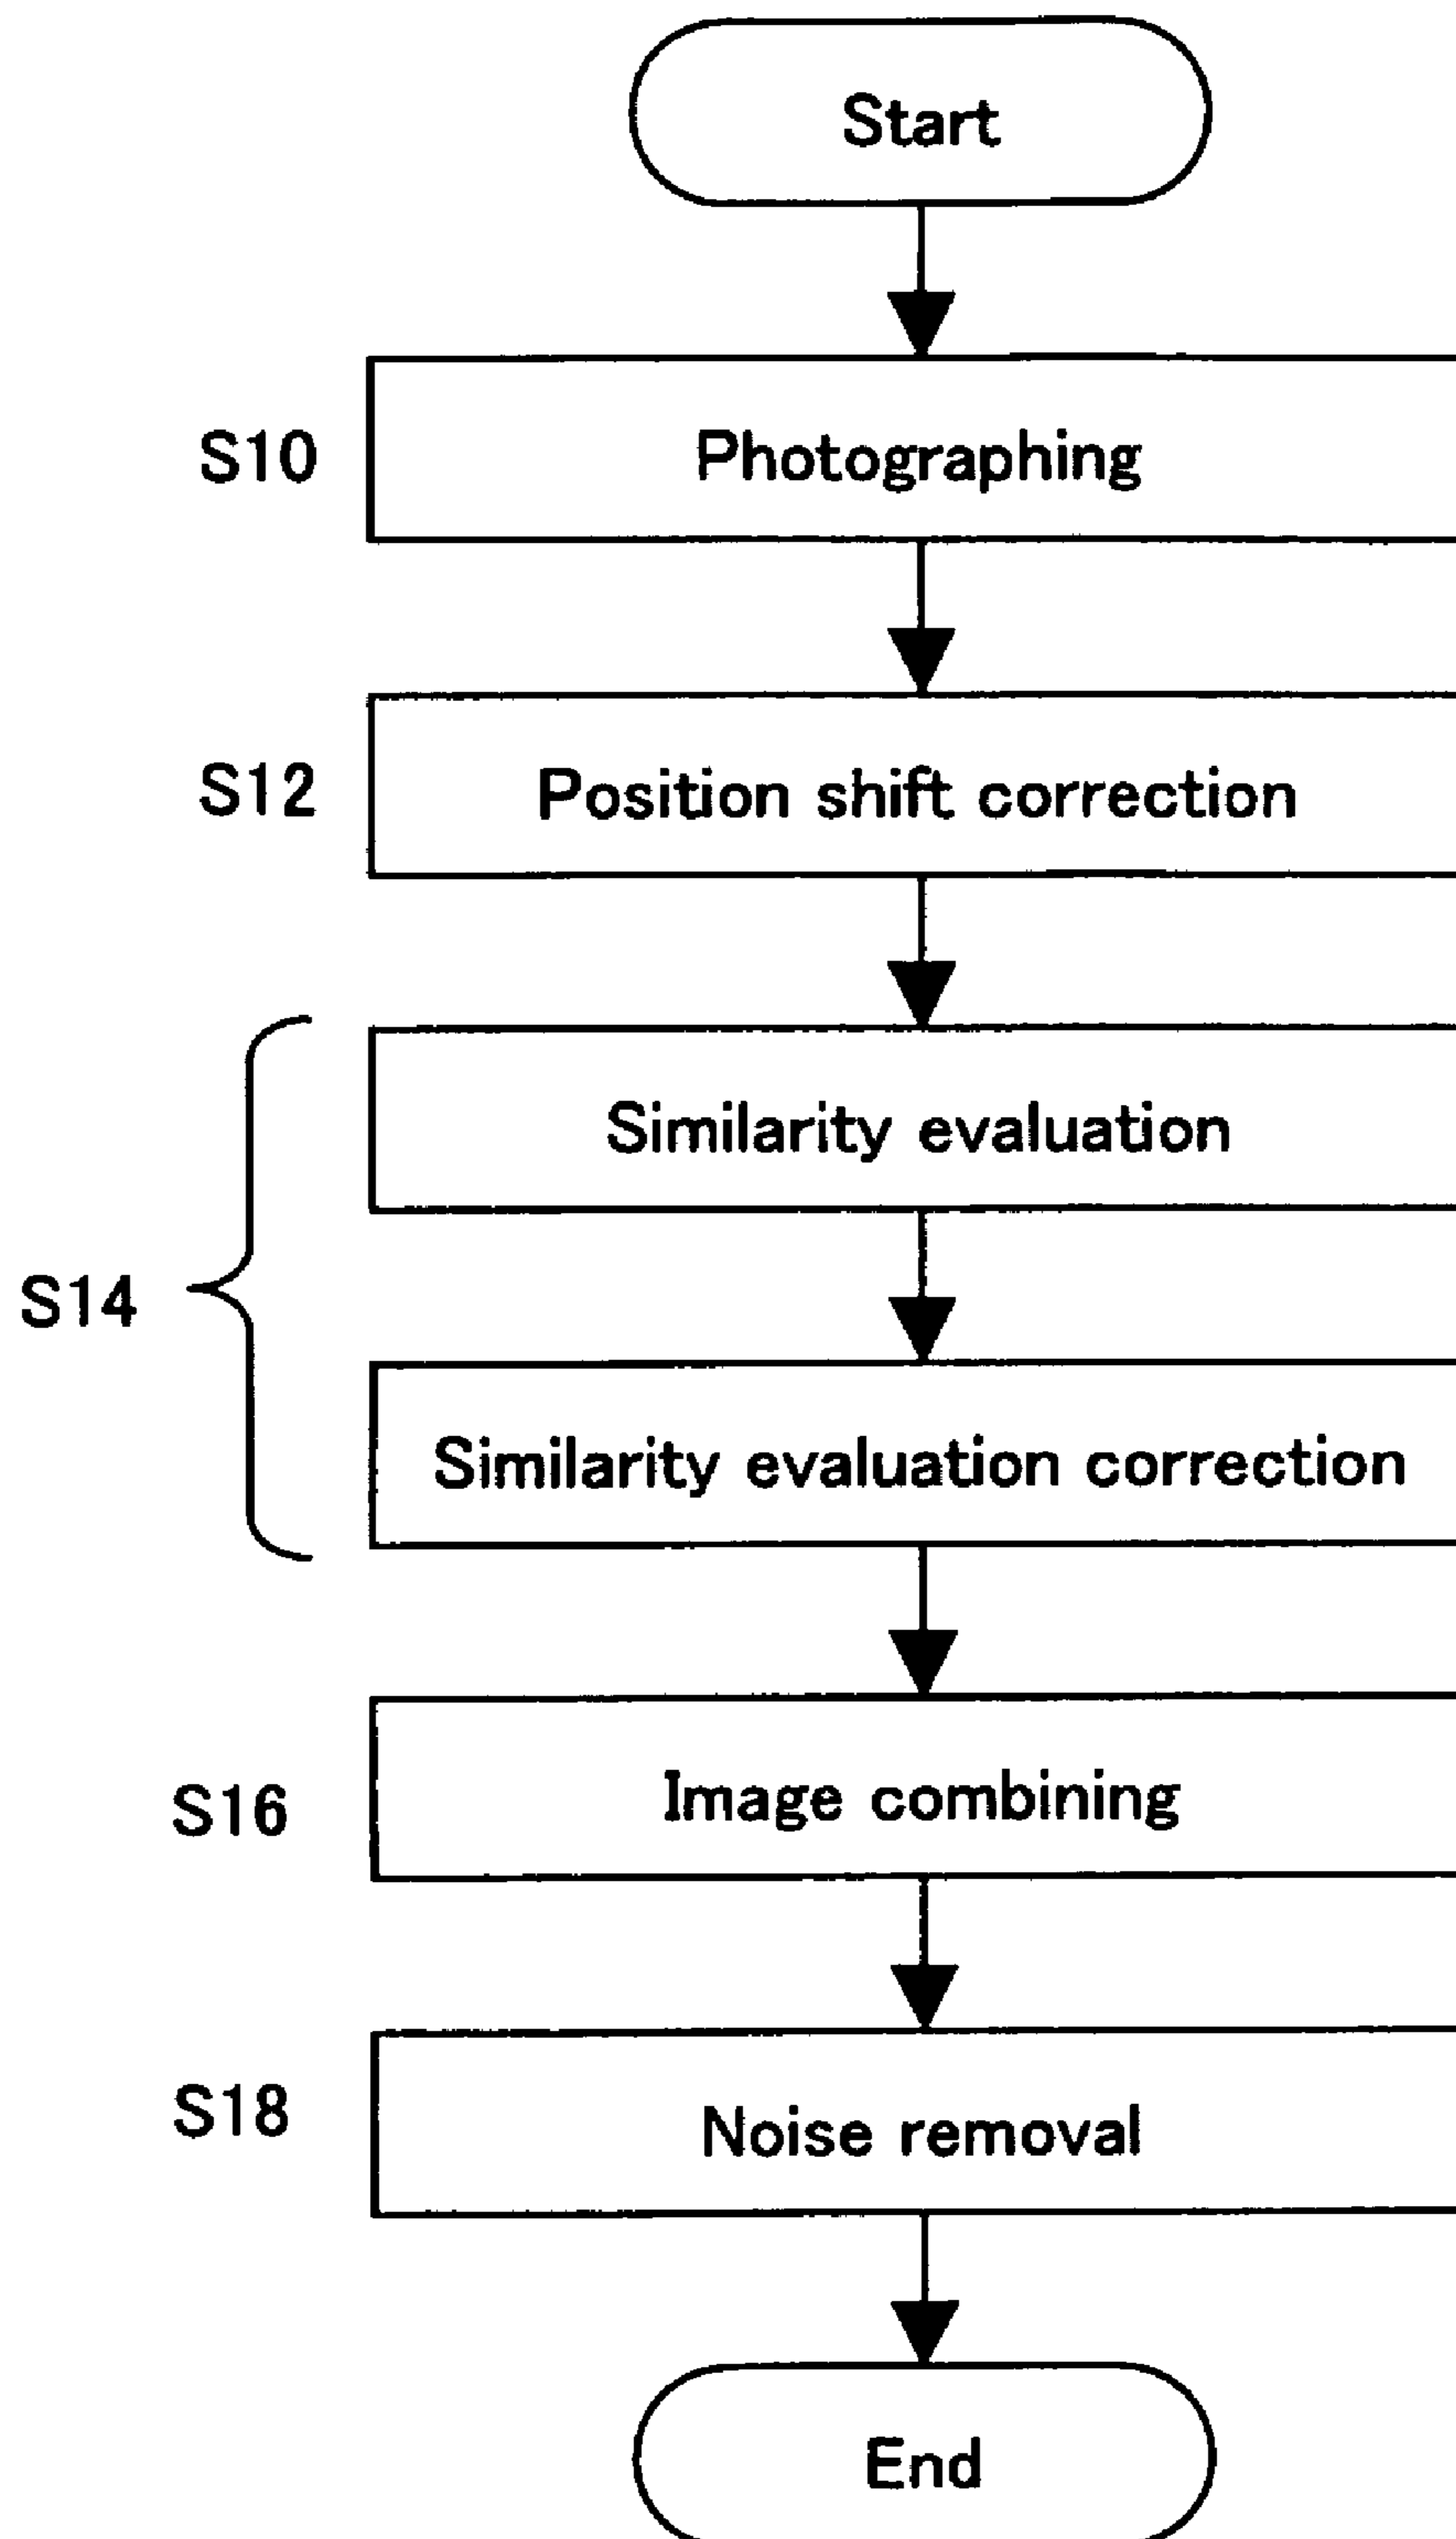 Start
S10
Photographing
S12
Position shift correction
Similarity evaluation
S14
Similarity evaluation correction
S16
Image combining
S18
Noise removal
End